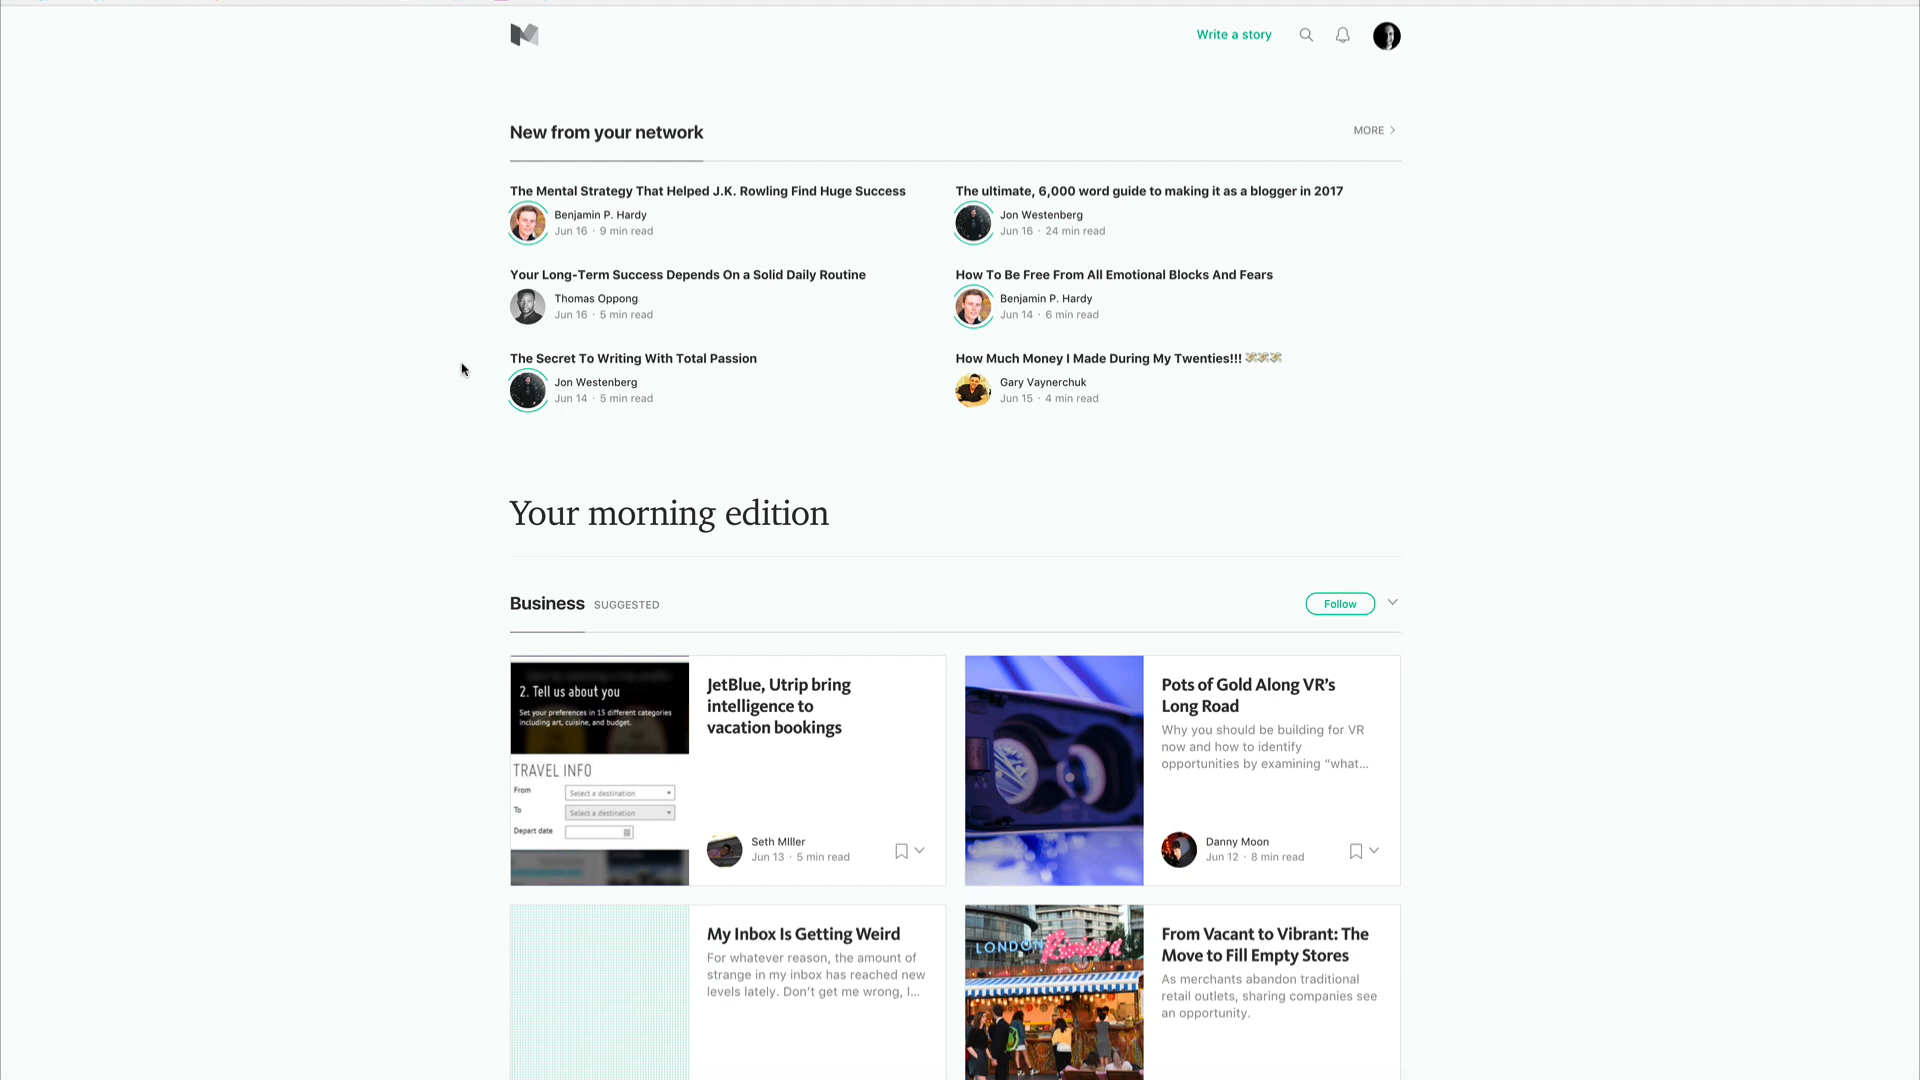 Write a story
New from your network
MORE
The Mental Strategy That Helped J.K. Rowling Find Huge Success
Benjamin P. Hardy
Jun 16 · 9 min read
The ultimate, 6,000 word guide to making it as a blogger in 2017
Jon Westenberg
Jun 16 · 24 min read
Your Long-Term Success Depends On a Solid Daily Routine
Thomas Oppong
Jun 16 · 5 min read
How To Be Free From All Emotional Blocks And Fears
Benjamin P. Hardy
Jun 14 · 6 min read
The Secret To Writing With Total Passion
Jon Westenberg
Jun 14 · 5 min read
How Much Money I Made During My Twenties!!! 💸💸💸
Gary Vaynerchuk
Jun 15 · 4 min read
Your morning edition
Business SUGGESTED
Follow
2. Tell us about you
Set your preferences in 15 different categories
including art, cuisine, and budget.
TRAVEL INFO
From Select a destination
To Select a destination
Depart date
JetBlue, Utrip bring
intelligence to
vacation bookings
Seth MIller
Jun 13 · 5 min read
Pots of Gold Along VR’s
Long Road
Why you should be building for VR
now and how to identify
opportunities by examining “what...
Danny Moon
Jun 12 · 8 min read
My Inbox Is Getting Weird
For whatever reason, the amount of
strange in my inbox has reached new
levels lately. Don’t get me wrong, I...
LONDON Riviera
From Vacant to Vibrant: The
Move to Fill Empty Stores
As merchants abandon traditional
retail outlets, sharing companies see
an opportunity.